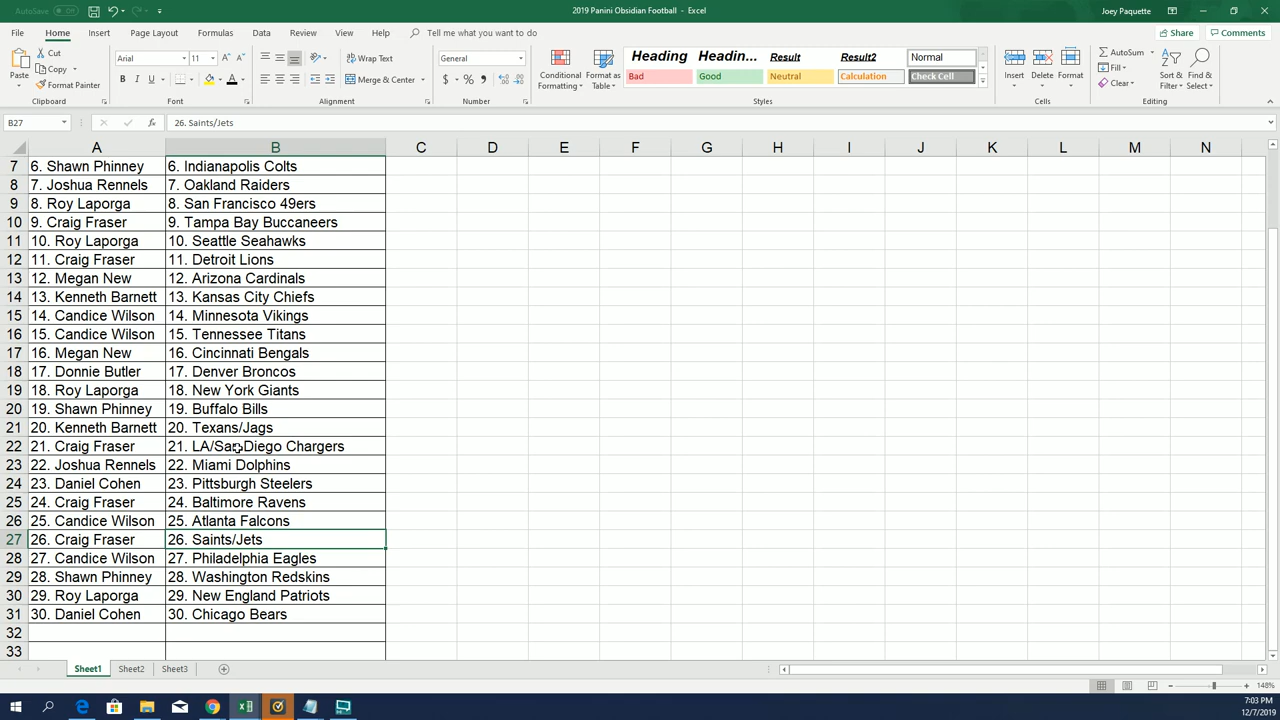 AutoSave Off
2019 Panini Obsidian Football - Excel
Joey Paquette
File Home Insert Page Layout Formulas Data Review View Help Tell me what you want to do
Share Comments
Paste
Cut
Copy
Format Painter
Clipboard
Arial 11
B I U
Font
Wrap Text
Merge & Center
Alignment
General
$ % ,
Number
Conditional Formatting
Format as Table
Heading Headin... Result Result2 Normal
Bad Good Neutral Calculation Check Cell
Styles
Insert Delete Format
Cells
AutoSum
Fill
Clear
Sort & Filter
Find & Select
Editing
B27 fx 26. Saints/Jets
A B C D E F G H I J K L M N
7 6. Shawn Phinney 6. Indianapolis Colts
8 7. Joshua Rennels 7. Oakland Raiders
9 8. Roy Laporga 8. San Francisco 49ers
10 9. Craig Fraser 9. Tampa Bay Buccaneers
11 10. Roy Laporga 10. Seattle Seahawks
12 11. Craig Fraser 11. Detroit Lions
13 12. Megan New 12. Arizona Cardinals
14 13. Kenneth Barnett 13. Kansas City Chiefs
15 14. Candice Wilson 14. Minnesota Vikings
16 15. Candice Wilson 15. Tennessee Titans
17 16. Megan New 16. Cincinnati Bengals
18 17. Donnie Butler 17. Denver Broncos
19 18. Roy Laporga 18. New York Giants
20 19. Shawn Phinney 19. Buffalo Bills
21 20. Kenneth Barnett 20. Texans/Jags
22 21. Craig Fraser 21. LA/San Diego Chargers
23 22. Joshua Rennels 22. Miami Dolphins
24 23. Daniel Cohen 23. Pittsburgh Steelers
25 24. Craig Fraser 24. Baltimore Ravens
26 25. Candice Wilson 25. Atlanta Falcons
27 26. Craig Fraser 26. Saints/Jets
28 27. Candice Wilson 27. Philadelphia Eagles
29 28. Shawn Phinney 28. Washington Redskins
30 29. Roy Laporga 29. New England Patriots
31 30. Daniel Cohen 30. Chicago Bears
32
33
Sheet1 Sheet2 Sheet3
148%
7:03 PM
12/7/2019